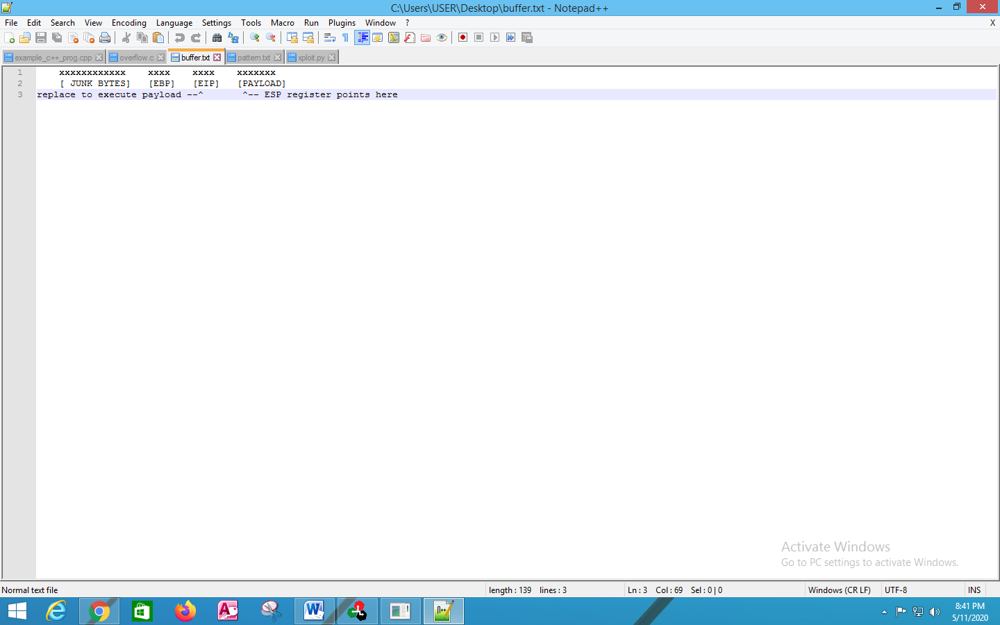 C:\Users\USER\Desktop\buffer.txt - Notepad++
File Edit Search View Encoding Language Settings Tools Macro Run Plugins Window ? X
example_c++_prog.cpp overflow.c buffer.txt pattern.txt xploit.py
1 xxxxxxxxxxxx xxxx xxxx xxxxxxx
2 [ JUNK BYTES] [EBP] [EIP] [PAYLOAD]
3 replace to execute payload --^ ^-- ESP register points here
Activate Windows
Go to PC settings to activate Windows.
Normal text file length : 139 lines : 3 Ln : 3 Col : 69 Sel : 0 | 0 Windows (CR LF) UTF-8 INS
8:41 PM
5/11/2020